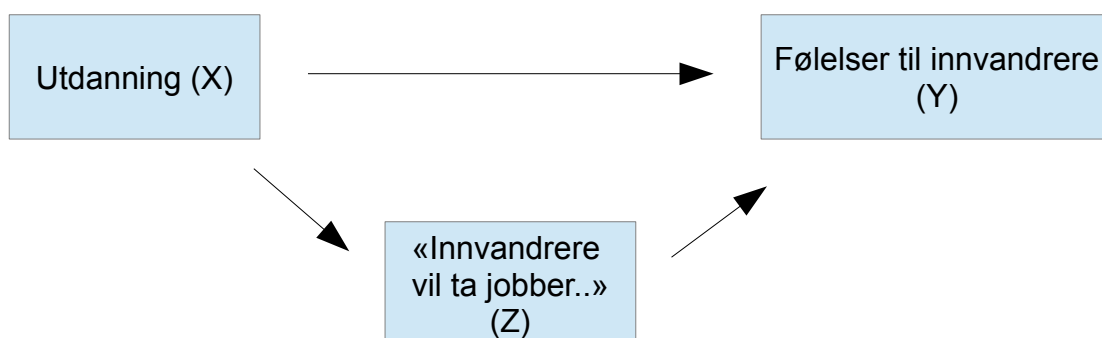 Utdanning (X)
Følelser til innvandrere
(Y)
«Innvandrere
vil ta jobber..»
(Z)